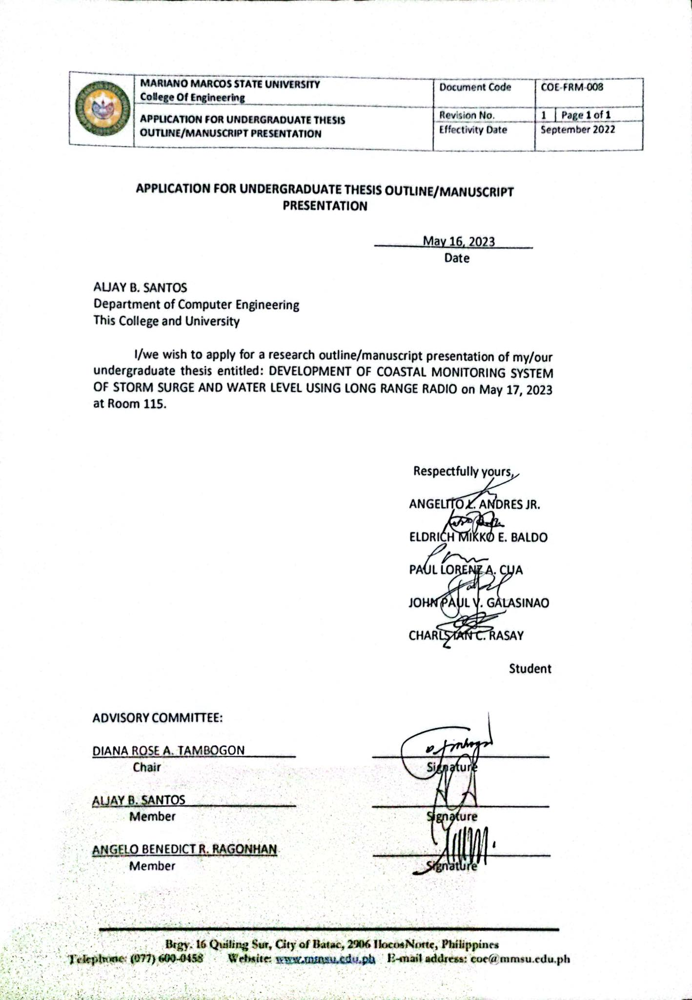 MARIANO MARCOS STATE UNIVERSITY
College Of Engineering
APPLICATION FOR UNDERGRADUATE THESIS
OUTLINE/MANUSCRIPT PRESENTATION
Document Code COE-FRM-008
Revision No. 1 Page 1 of 1
Effectivity Date September 2022
APPLICATION FOR UNDERGRADUATE THESIS OUTLINE/MANUSCRIPT
PRESENTATION
May 16, 2023
Date
ALJAY B. SANTOS
Department of Computer Engineering
This College and University
I/we wish to apply for a research outline/manuscript presentation of my/our
undergraduate thesis entitled: DEVELOPMENT OF COASTAL MONITORING SYSTEM
OF STORM SURGE AND WATER LEVEL USING LONG RANGE RADIO on May 17, 2023
at Room 115.
Respectfully yours,
ANGELITO L. ANDRES JR.
ELDRICH MIKKO E. BALDO
PAUL LORENZ A. CUA
JOHN PAUL V. GALASINAO
CHARLS IAN C. RASAY
Student
ADVISORY COMMITTEE:
DIANA ROSE A. TAMBOGON
Chair Signature
ALJAY B. SANTOS
Member Signature
ANGELO BENEDICT R. RAGONHAN
Member Signature
Brgy. 16 Quiling Sur, City of Batac, 2906 IlocosNorte, Philippines
Telephone: (077) 600-0458 Website: www.mmsu.edu.ph E-mail address: coe@mmsu.edu.ph